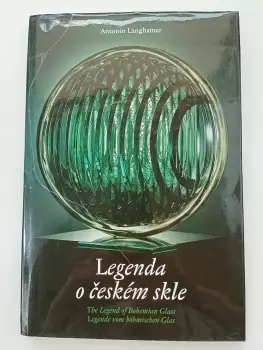 Antonín Langhamer
Legenda
o českém skle
The Legend of Bohemian Glass
Legende vom böhmischen Glas